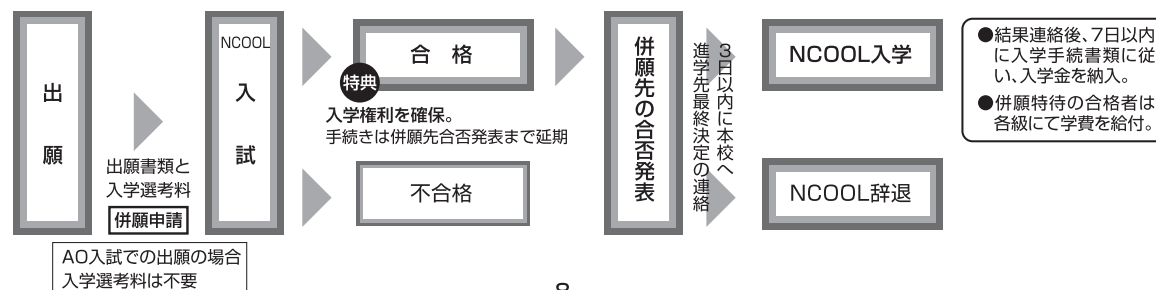 出願
出願書類と
入学選考料
併願申請
AO入試での出願の場合
入学選考料は不要
NCOOL
入試
合格
特典
入学権利を確保。
手続きは併願先合否発表まで延期
不合格
併願先の合否発表
3日以内に本校へ
進学先最終決定の連絡
NCOOL入学
NCOOL辞退
●結果連絡後、7日以内
に入学手続書類に従
い、入学金を納入。
●併願特待の合格者は
各級にて学費を給付。